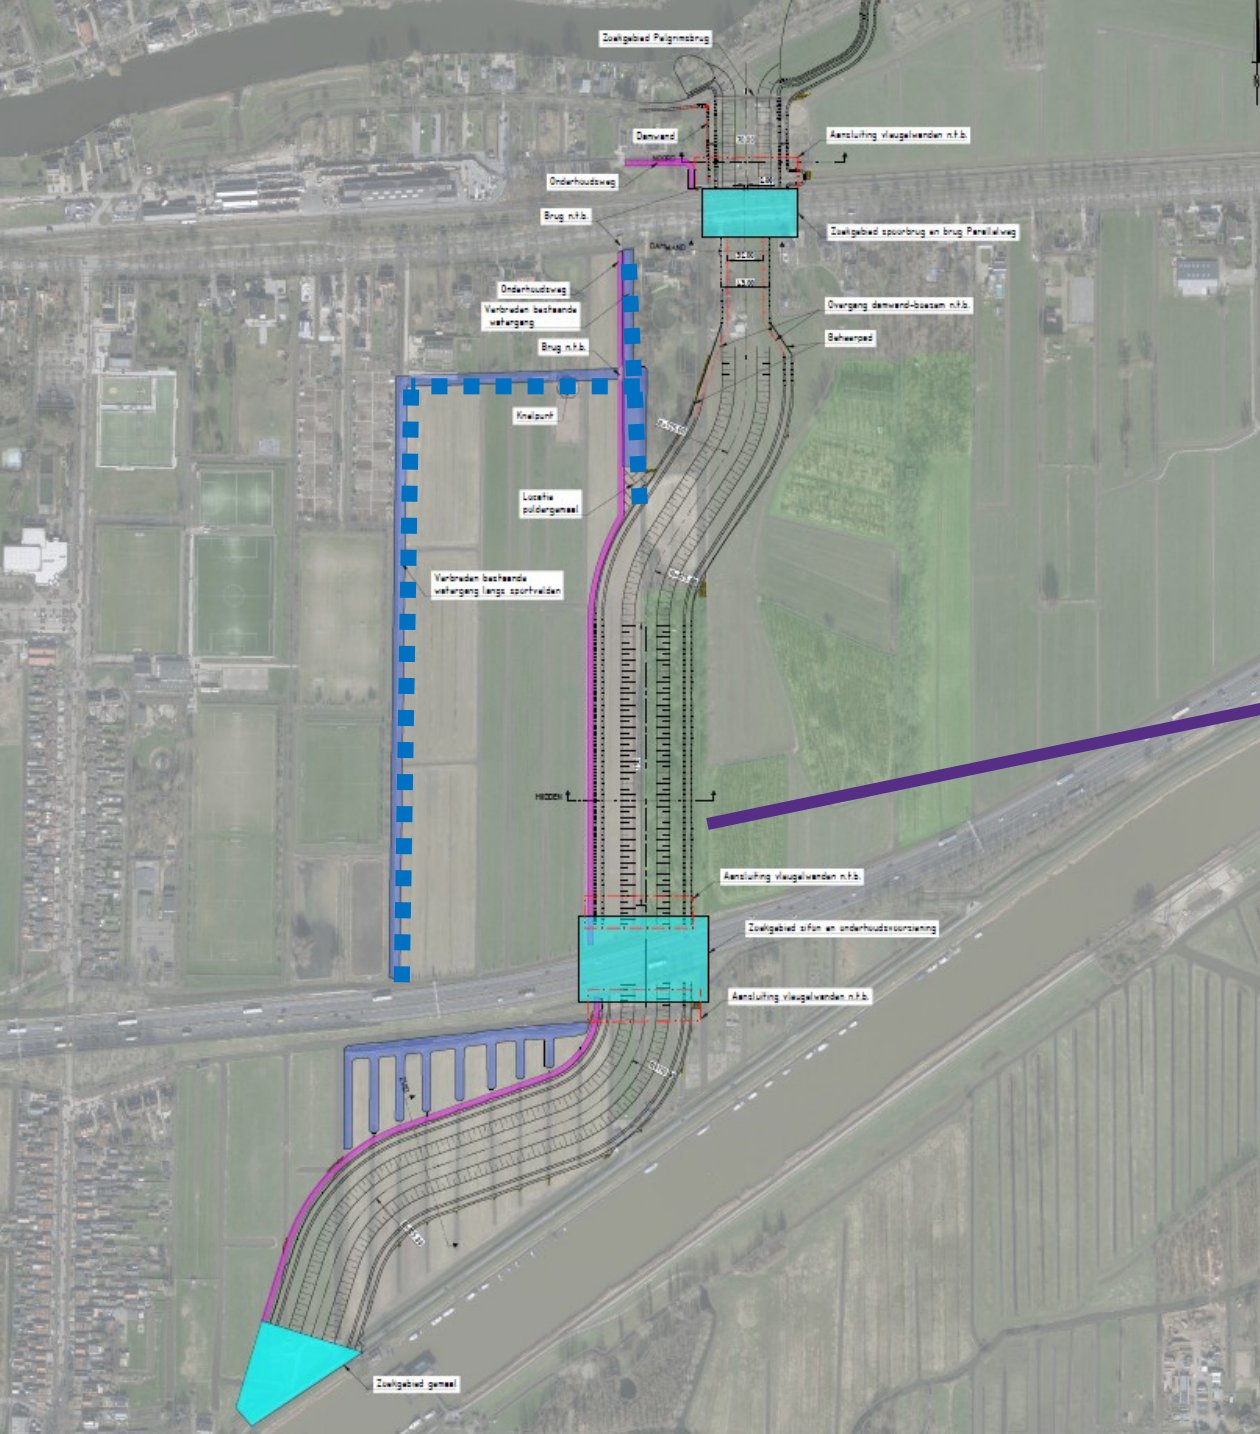 Zoekgebied Pelgrimsbrug
Damwand
Aansluiting vleugelwanden n.t.b.
NOORD
Onderhoudsweg
Brug n.t.b.
Zoekgebied spoorbrug en brug Parallelweg
DAMWAND
Onderhoudsweg
Verbreden bestaande
watergang
Overgang damwand-boezem n.t.b.
Brug n.t.b.
Beheerpad
Knelpunt
Locatie
poldergemaal
Verbreden bestaande
watergang langs sportvelden
MIDDEN
Aansluiting vleugelwanden n.t.b.
Zoekgebied sifon en onderhoudsvoorziening
Aansluiting vleugelwanden n.t.b.
Zoekgebied gemaal